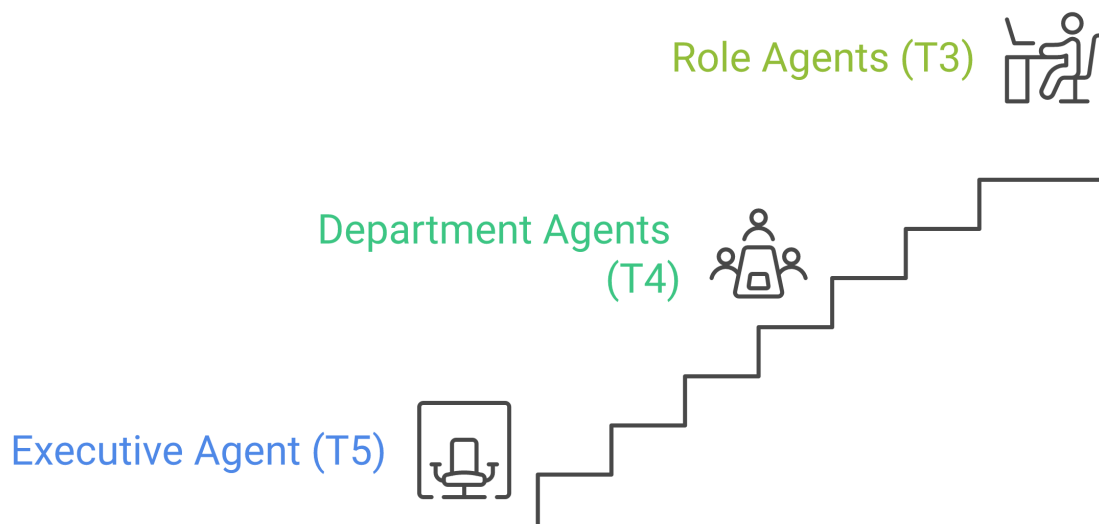 Role Agents (T3)
Department Agents
(T4)
Executive Agent (T5)